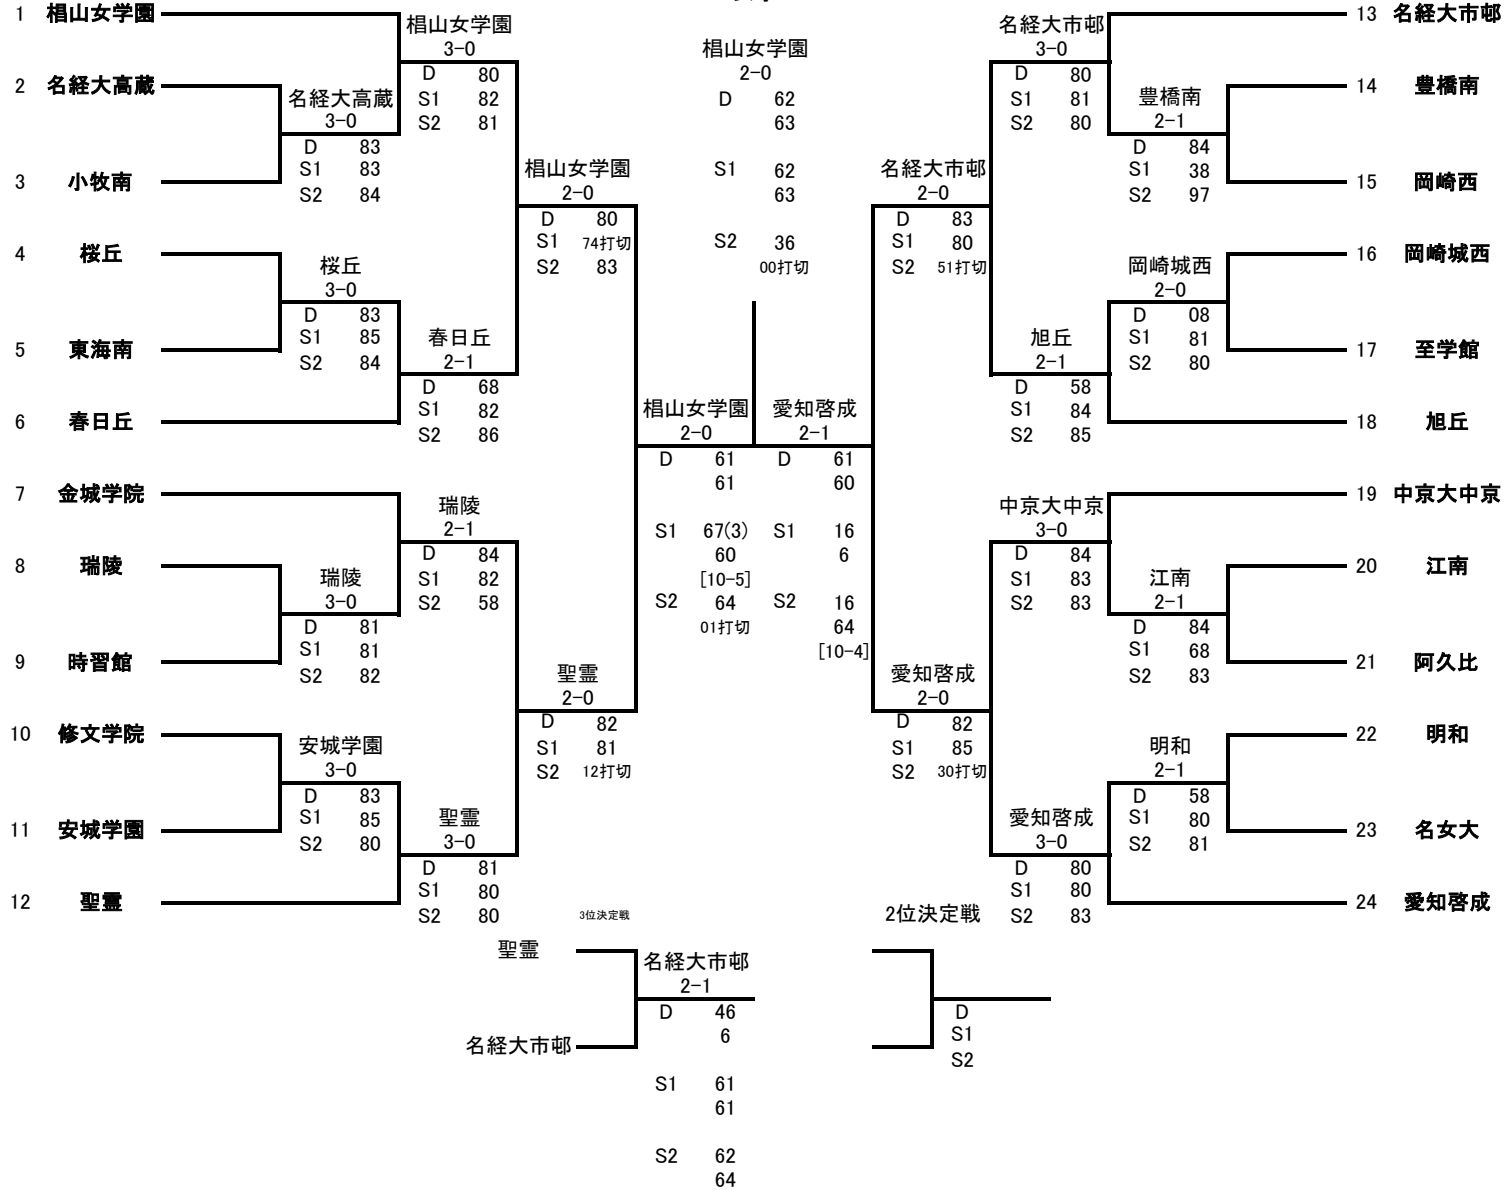 1 椙山女学園
2 名経大高蔵
3 小牧南
4 桜丘
5 東海南
6 春日丘
7 金城学院
8 瑞陵
9 時習館
10 修文学院
11 安城学園
12 聖霊
名経大高蔵
3-0
D 83
S1 83
S2 84
桜丘
3-0
D 83
S1 85
S2 84
瑞陵
3-0
D 81
S1 81
S2 82
安城学園
3-0
D 83
S1 85
S2 80
椙山女学園
3-0
D 80
S1 82
S2 81
春日丘
2-1
D 68
S1 82
S2 86
瑞陵
2-1
D 84
S1 82
S2 58
聖霊
3-0
D 81
S1 80
S2 80
椙山女学園
2-0
D 80
S1 74打切
S2 83
聖霊
2-0
D 82
S1 81
S2 12打切
椙山女学園
2-0
D 61
61
S1 67(3)
60
[10-5]
S2 64
01打切
椙山女学園
2-0
D 62
63
S1 62
63
S2 36
00打切
愛知啓成
2-1
D 61
60
S1 16
6
S2 16
64
[10-4]
名経大市邨
2-0
D 83
S1 80
S2 51打切
愛知啓成
2-0
D 82
S1 85
S2 30打切
名経大市邨
3-0
D 80
S1 81
S2 80
旭丘
2-1
D 58
S1 84
S2 85
中京大中京
3-0
D 84
S1 83
S2 83
愛知啓成
3-0
D 80
S1 80
S2 83
豊橋南
2-1
D 84
S1 38
S2 97
岡崎城西
2-0
D 08
S1 81
S2 80
江南
2-1
D 84
S1 68
S2 83
明和
2-1
D 58
S1 80
S2 81
13 名経大市邨
14 豊橋南
15 岡崎西
16 岡崎城西
17 至学館
18 旭丘
19 中京大中京
20 江南
21 阿久比
22 明和
23 名女大
24 愛知啓成
3位決定戦
聖霊
名経大市邨
名経大市邨
2-1
D 46
6
S1 61
61
S2 62
64
2位決定戦
D
S1
S2